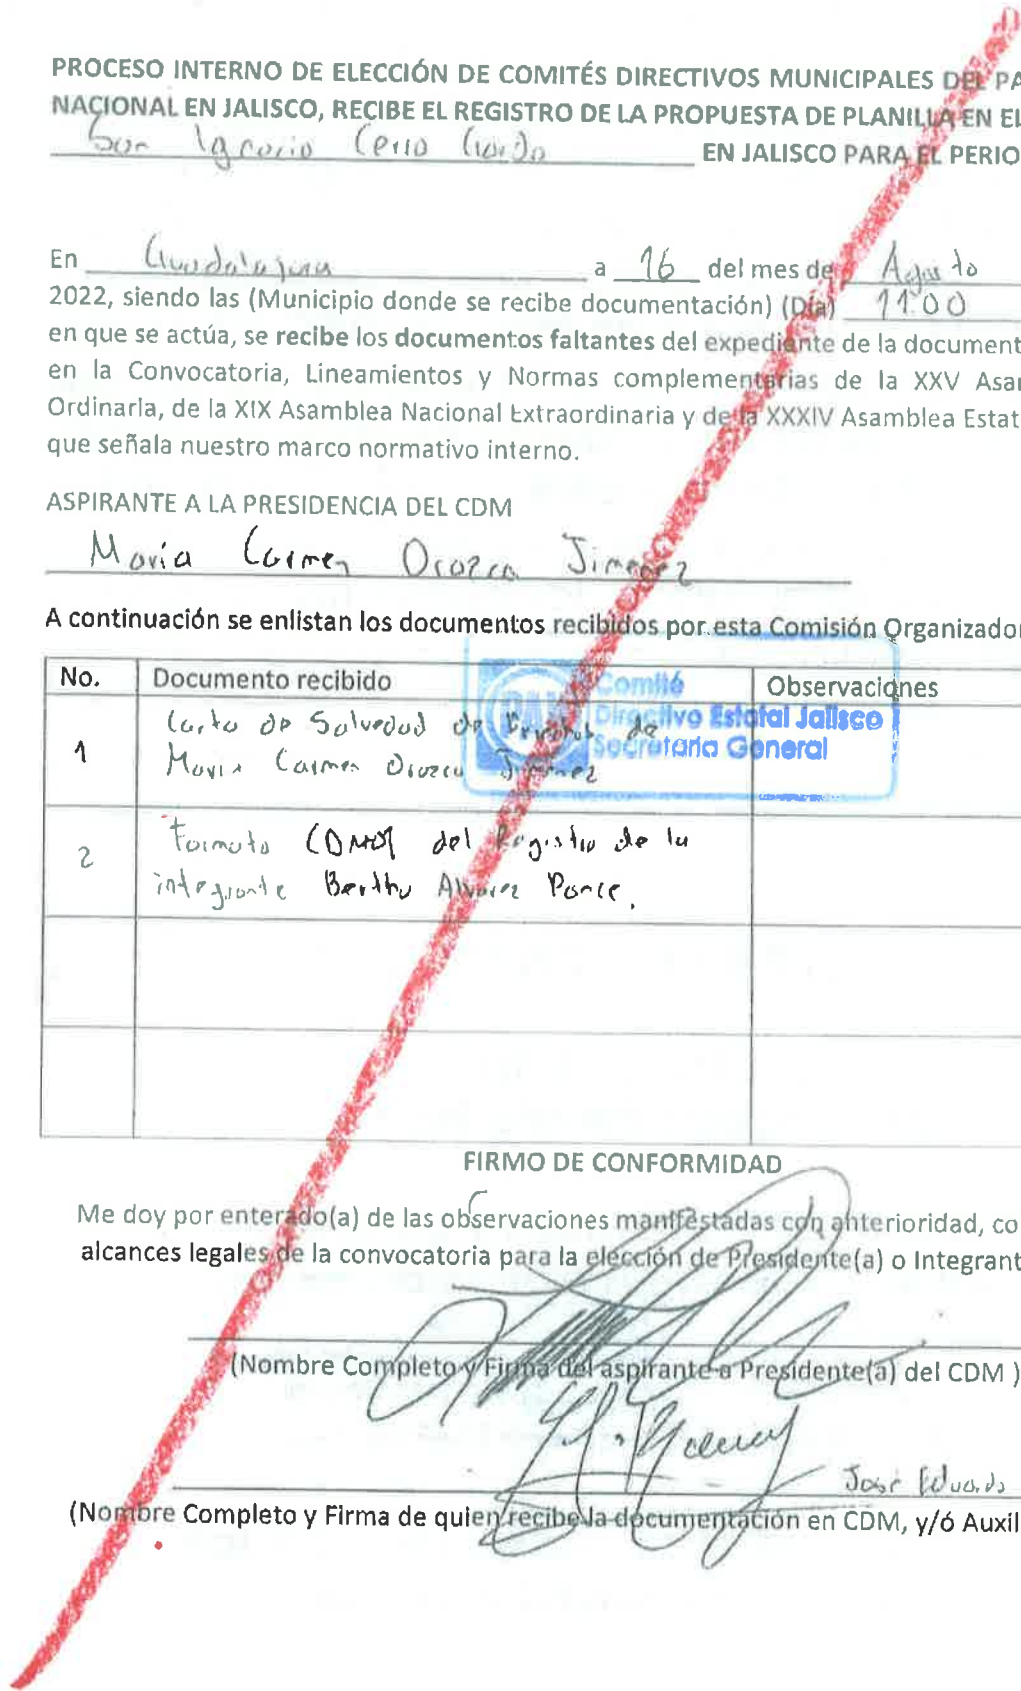 PROCESO INTERNO DE ELECCIÓN DE COMITÉS DIRECTIVOS MUNICIPALES DEL PA
NACIONAL EN JALISCO, RECIBE EL REGISTRO DE LA PROPUESTA DE PLANILLA EN EL
San Ignacio Cerro Gordo EN JALISCO PARA EL PERIO
En Guadalajara a 16 del mes de Agosto
2022, siendo las (Municipio donde se recibe documentación) (Día) 11:00
en que se actúa, se recibe los documentos faltantes del expediente de la document
en la Convocatoria, Lineamientos y Normas complementarias de la XXV Asa
Ordinaria, de la XIX Asamblea Nacional Extraordinaria y de la XXXIV Asamblea Estat
que señala nuestro marco normativo interno.
ASPIRANTE A LA PRESIDENCIA DEL CDM
Maria Carmen Orozco Jimenez
A continuación se enlistan los documentos recibidos por esta Comisión Organizado
No. Documento recibido Observaciones
PAN
Comité
Directivo Estatal Jalisco
Secretaría General
1 Carta de Salvedad de de
Maria Carmen Orozco Jimenez
2 Formato del Registro de la
integrante Bertha Alvarez Ponce.
FIRMO DE CONFORMIDAD
Me doy por enterado(a) de las observaciones manifestadas con anterioridad, co
alcances legales de la convocatoria para la elección de Presidente(a) o Integrant
(Nombre Completo y Firma del aspirante a Presidente(a) del CDM )
José Eduardo
(Nombre Completo y Firma de quien recibe la documentación en CDM, y/ó Auxil